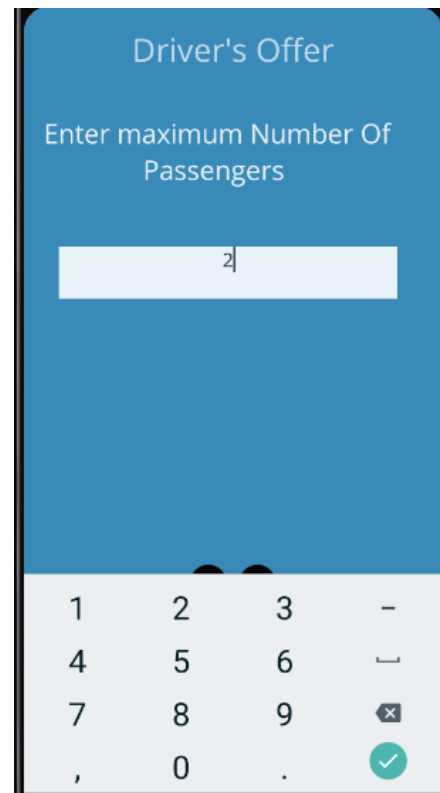 Driver's Offer
Enter maximum Number Of
Passengers
2
1 2 3 -
4 5 6
7 8 9
, 0 .